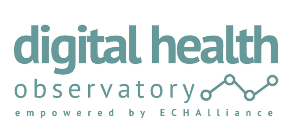 digital health
observatory
empowered by ECHAlliance